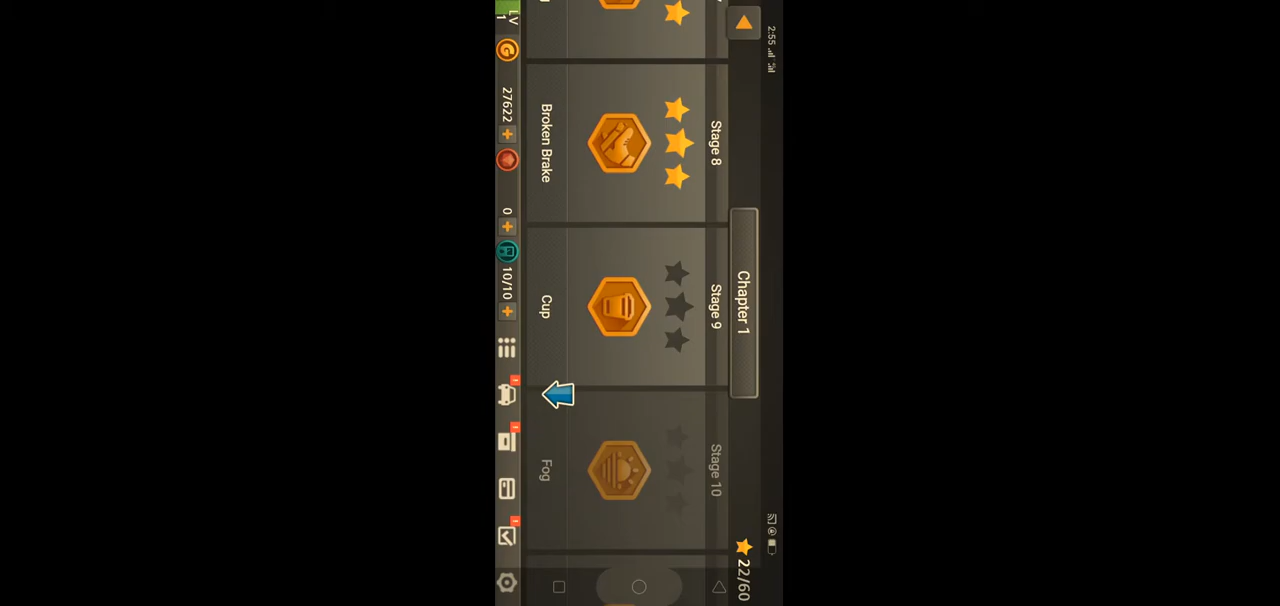 2:55
Chapter 1
22/60
Stage 8
Stage 9
Stage 10
Broken Brake
Cup
Fog
LV
1
27622
0
10/10